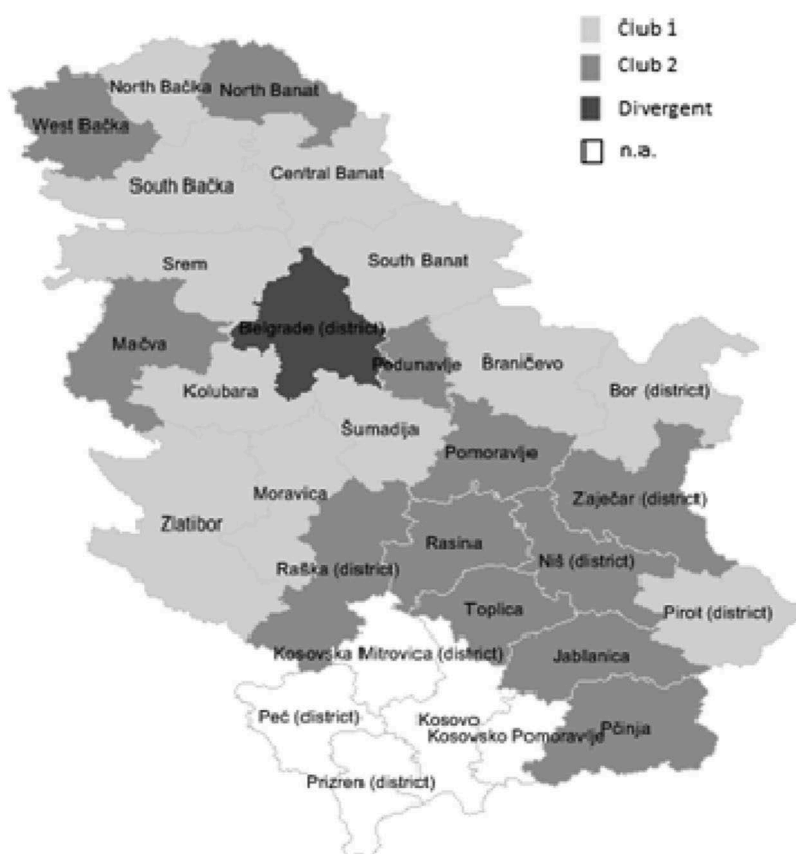 Club 1
Club 2
Divergent
n.a.
North Bačka
North Banat
West Bačka
South Bačka
Central Banat
Srem
South Banat
Belgrade (district)
Mačva
Podunavlje
Braničevo
Kolubara
Bor (district)
Šumadija
Pomoravlje
Moravica
Zaječar (district)
Zlatibor
Rasina
Niš (district)
Raška (district)
Toplica
Pirot (district)
Kosovska Mitrovica (district)
Jablanica
Peć (district)
Kosovo
Kosovsko Pomoravlje
Pčinja
Prizren (district)